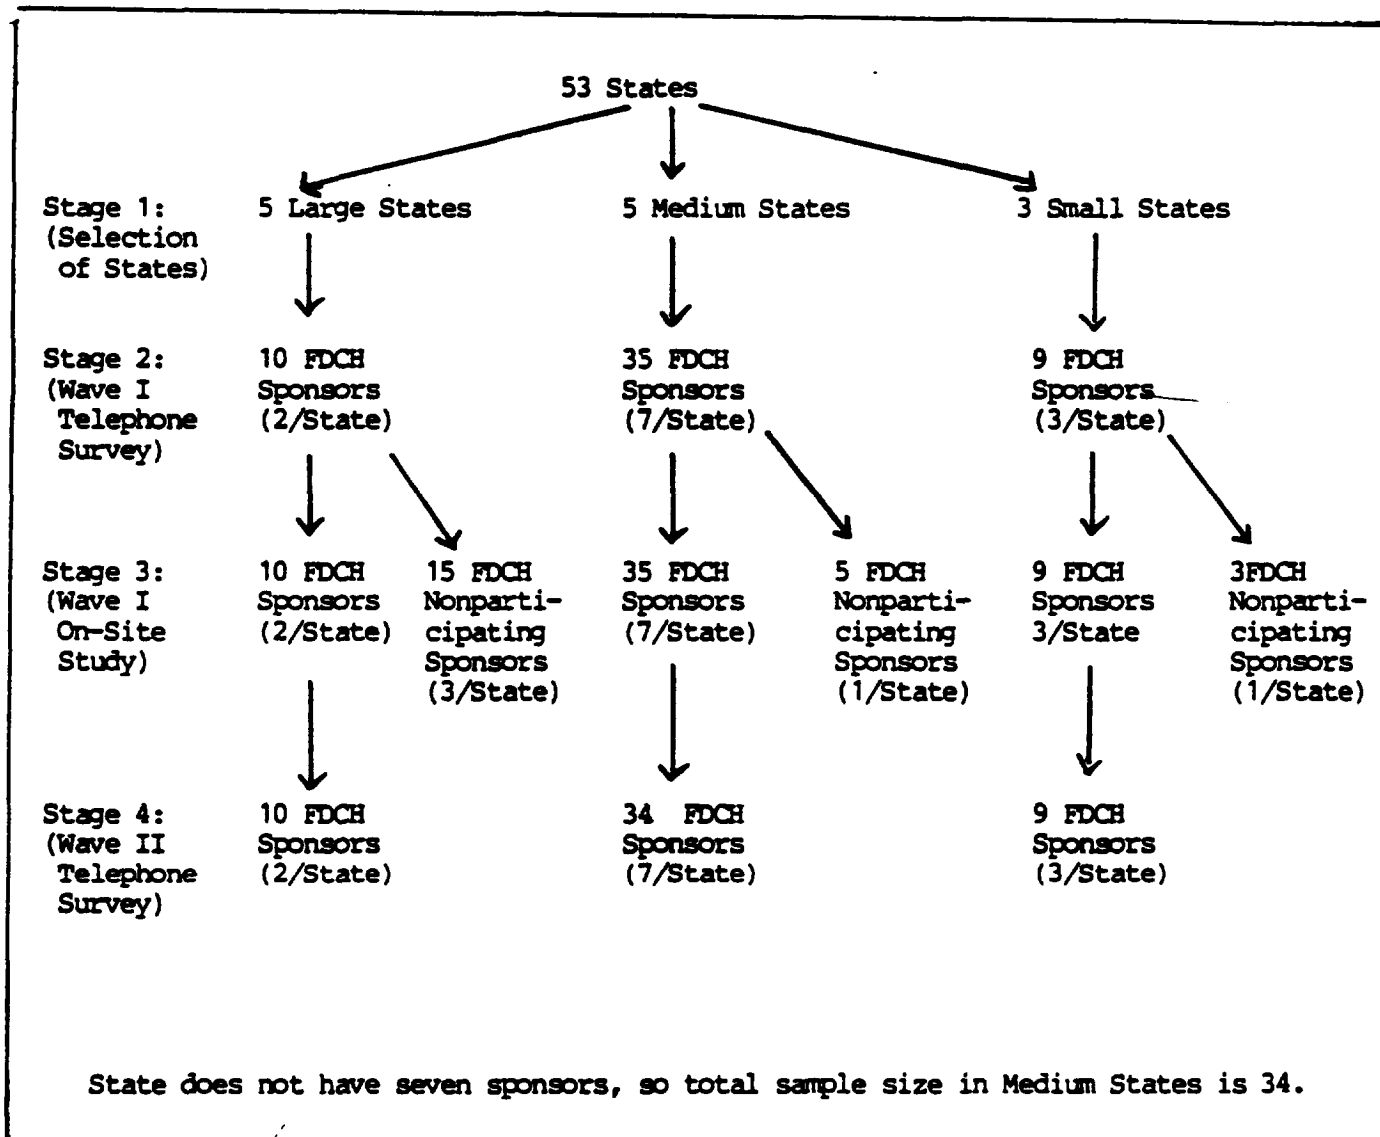 53 States
Stage 1: 5 Large States 5 Medium States 3 Small States
(Selection
of States)
Stage 2: 10 FDCH 35 FDCH 9 FDCH
(Wave I Sponsors Sponsors Sponsors
Telephone (2/State) (7/State) (3/State)
Survey)
Stage 3: 10 FDCH 15 FDCH 35 FDCH 5 FDCH 9 FDCH 3FDCH
(Wave I Sponsors Nonparti- Sponsors Nonparti- Sponsors Nonparti-
On-Site (2/State) cipating (7/State) cipating 3/State cipating
Study) Sponsors Sponsors Sponsors
(3/State) (1/State) (1/State)
Stage 4: 10 FDCH 34 FDCH 9 FDCH
(Wave II Sponsors Sponsors Sponsors
Telephone (2/State) (7/State) (3/State)
Survey)
State does not have seven sponsors, so total sample size in Medium States is 34.